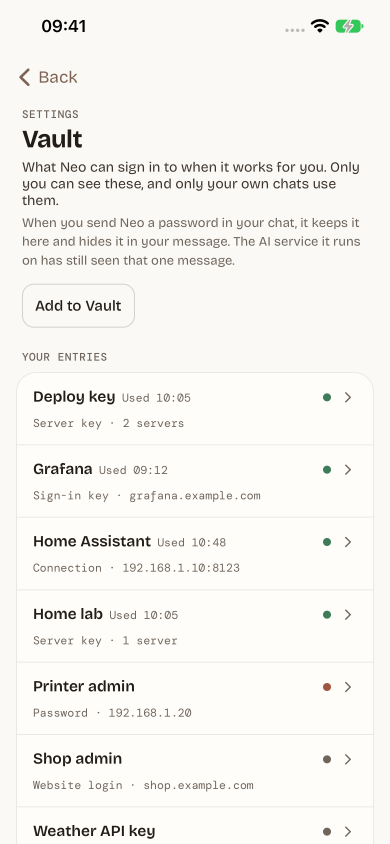 09:41
Back
SETTINGS
Vault
What Neo can sign in to when it works for you. Only
you can see these, and only your own chats use
them.
When you send Neo a password in your chat, it keeps it
here and hides it in your message. The AI service it runs
on has still seen that one message.
Add to Vault
YOUR ENTRIES
Deploy key Used 10:05
Server key · 2 servers
Grafana Used 09:12
Sign-in key · grafana.example.com
Home Assistant Used 10:48
Connection · 192.168.1.10:8123
Home lab Used 10:05
Server key · 1 server
Printer admin
Password · 192.168.1.20
Shop admin
Website login · shop.example.com
Weather API key